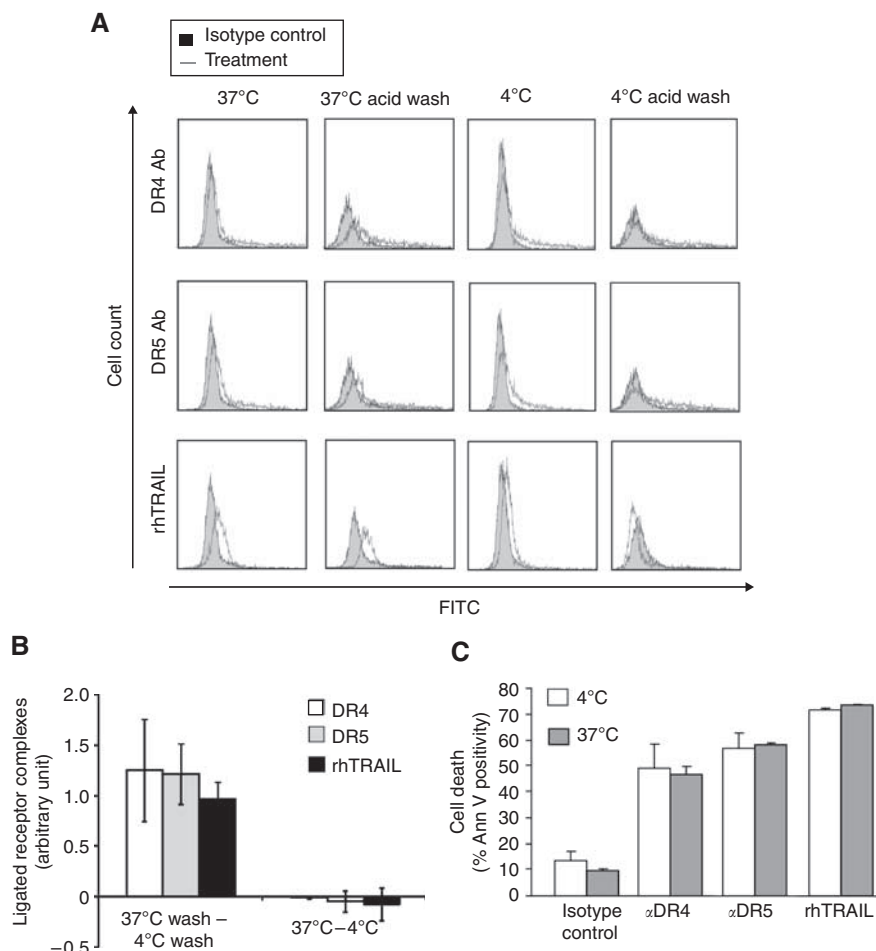 A
Isotype control
Treatment
37°C
37°C acid wash
4°C
4°C acid wash
DR4 Ab
DR5 Ab
rhTRAIL
Cell count
FITC
B
Ligated receptor complexes
(arbitrary unit)
2.0
1.5
1.0
0.5
0
−0.5
DR4
DR5
rhTRAIL
37°C wash –
4°C wash
37°C–4°C
C
Cell death
(% Ann V positivity)
80
70
60
50
40
30
20
10
0
4°C
37°C
Isotype
control
αDR4
αDR5
rhTRAIL